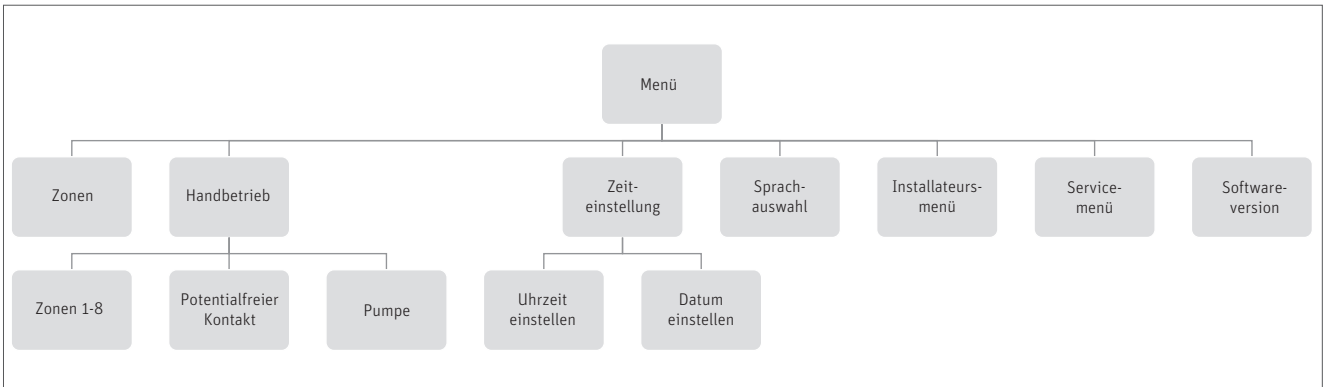 Menü
Zonen
Handbetrieb
Zeit-
einstellung
Sprach-
auswahl
Installateurs-
menü
Service-
menü
Software-
version
Zonen 1-8
Potentialfreier
Kontakt
Pumpe
Uhrzeit
einstellen
Datum
einstellen